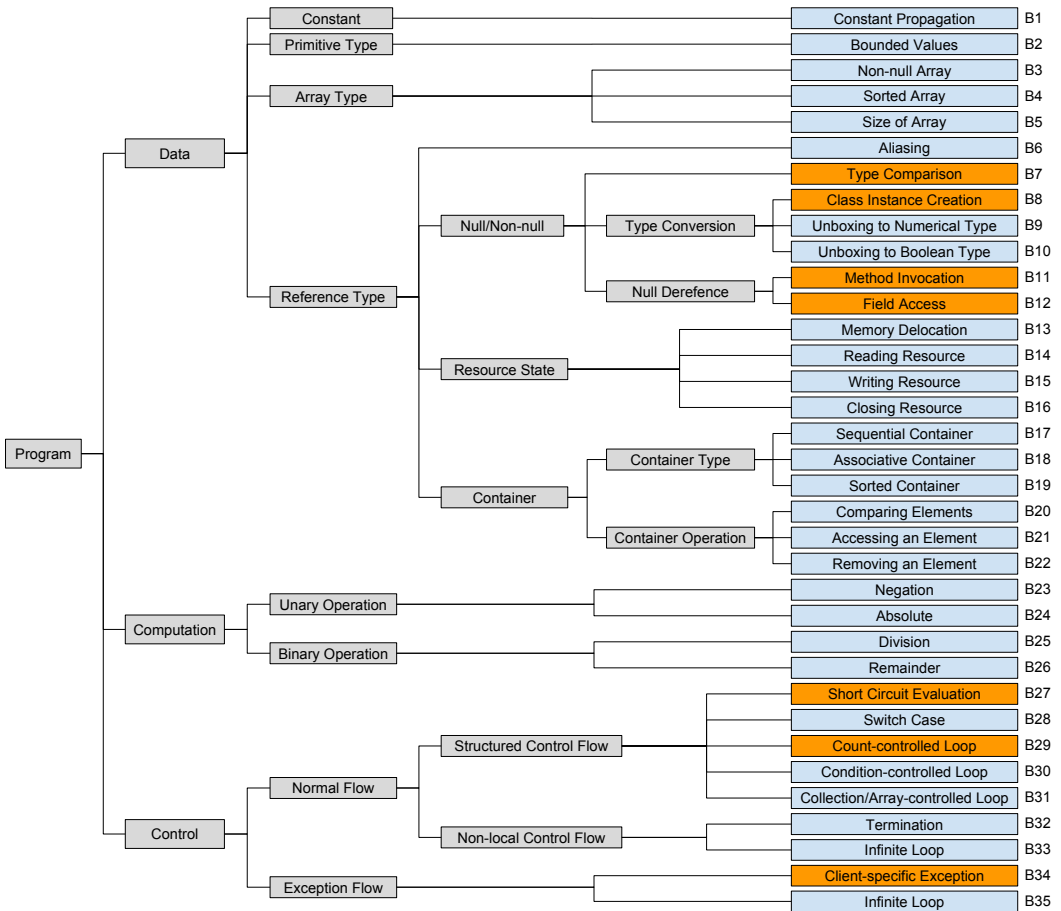 Constant
Constant Propagation
B1
Primitive Type
Bounded Values
B2
Non-null Array
B3
Array Type
Sorted Array
B4
Size of Array
B5
Data
Aliasing
B6
Type Comparison
B7
Class Instance Creation
B8
Null/Non-null
Type Conversion
Unboxing to Numerical Type
B9
Unboxing to Boolean Type
B10
Method Invocation
B11
Reference Type
Null Derefence
Field Access
B12
Memory Delocation
B13
Reading Resource
B14
Resource State
Writing Resource
B15
Closing Resource
B16
Sequential Container
B17
Program
Container Type
Associative Container
B18
Sorted Container
B19
Container
Comparing Elements
B20
Container Operation
Accessing an Element
B21
Removing an Element
B22
Negation
B23
Unary Operation
Absolute
B24
Computation
Division
B25
Binary Operation
Remainder
B26
Short Circuit Evaluation
B27
Switch Case
B28
Structured Control Flow
Count-controlled Loop
B29
Condition-controlled Loop
B30
Normal Flow
Collection/Array-controlled Loop
B31
Control
Termination
B32
Non-local Control Flow
Infinite Loop
B33
Client-specific Exception
B34
Exception Flow
Infinite Loop
B35